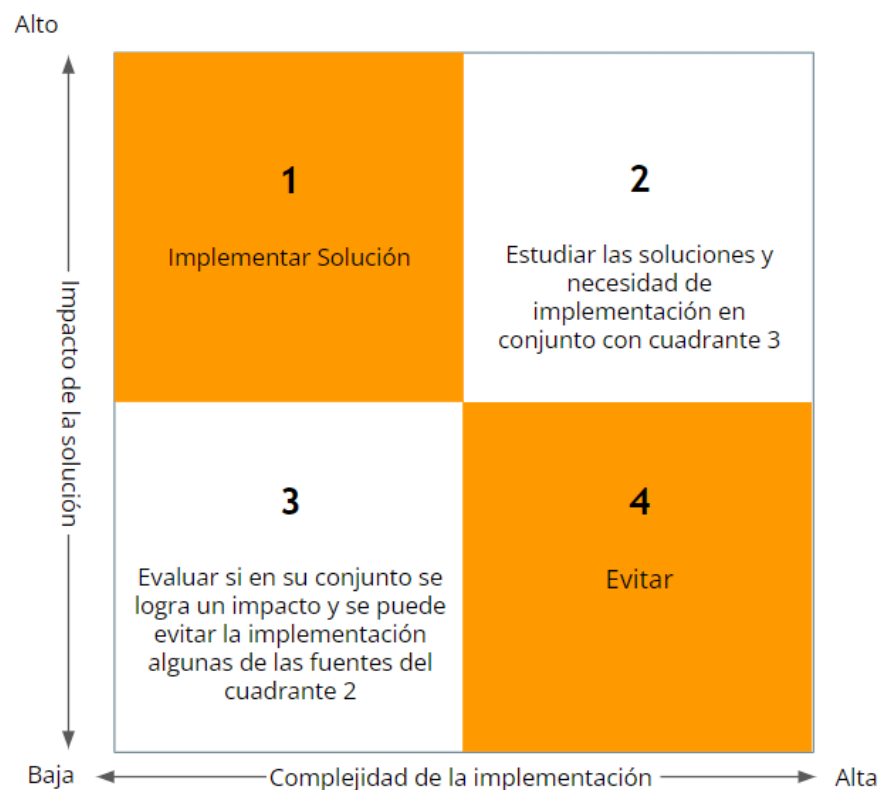 Alto
1
Implementar Solución
2
Estudiar las soluciones y
necesidad de
implementación en
conjunto con cuadrante 3
Impacto de la solución
3
Evaluar si en su conjunto se
logra un impacto y se puede
evitar la implementación
algunas de las fuentes del
cuadrante 2
4
Evitar
Baja
Complejidad de la implementación
Alta